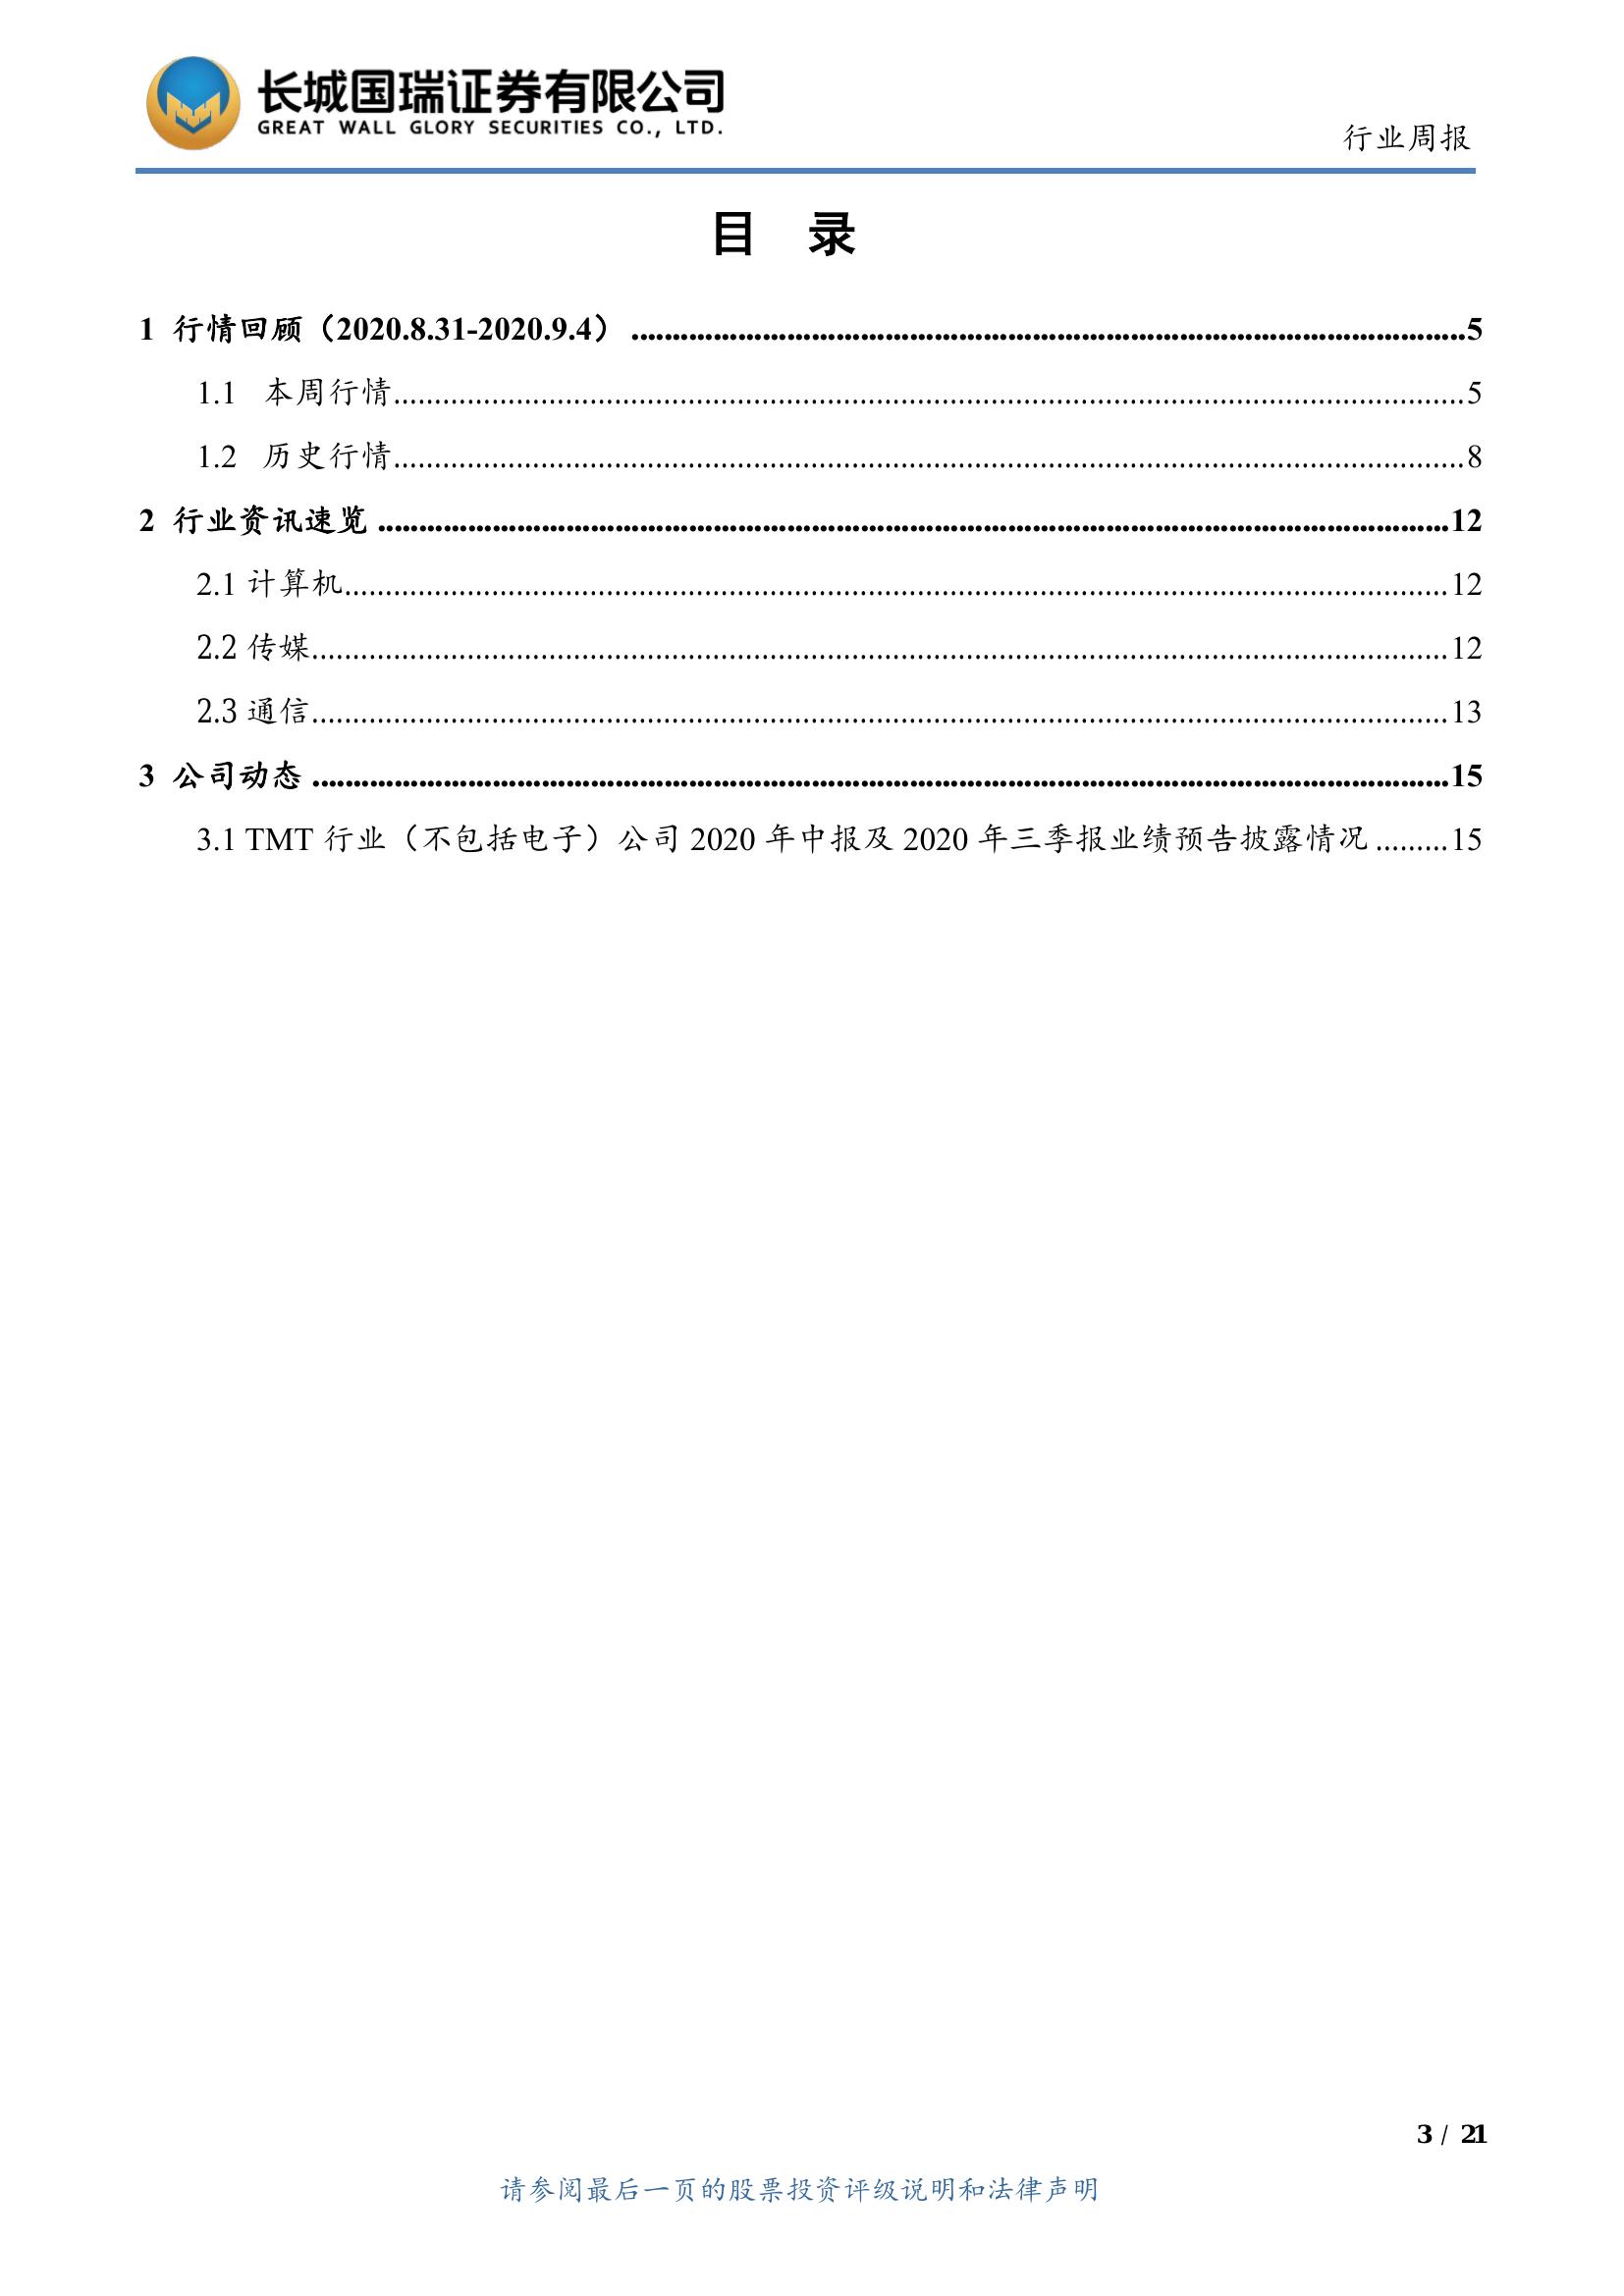 长城国瑞证券有限公司
GREAT WALL GLORY SECURITIES CO., LTD.
行业周报
目 录
1 行情回顾（2020.8.31-2020.9.4）..........5
1.1 本周行情..........5
1.2 历史行情..........8
2 行业资讯速览..........12
2.1 计算机..........12
2.2 传媒..........12
2.3 通信..........13
3 公司动态..........15
3.1 TMT 行业（不包括电子）公司 2020 年中报及 2020 年三季报业绩预告披露情况.........15
3 / 21
请参阅最后一页的股票投资评级说明和法律声明